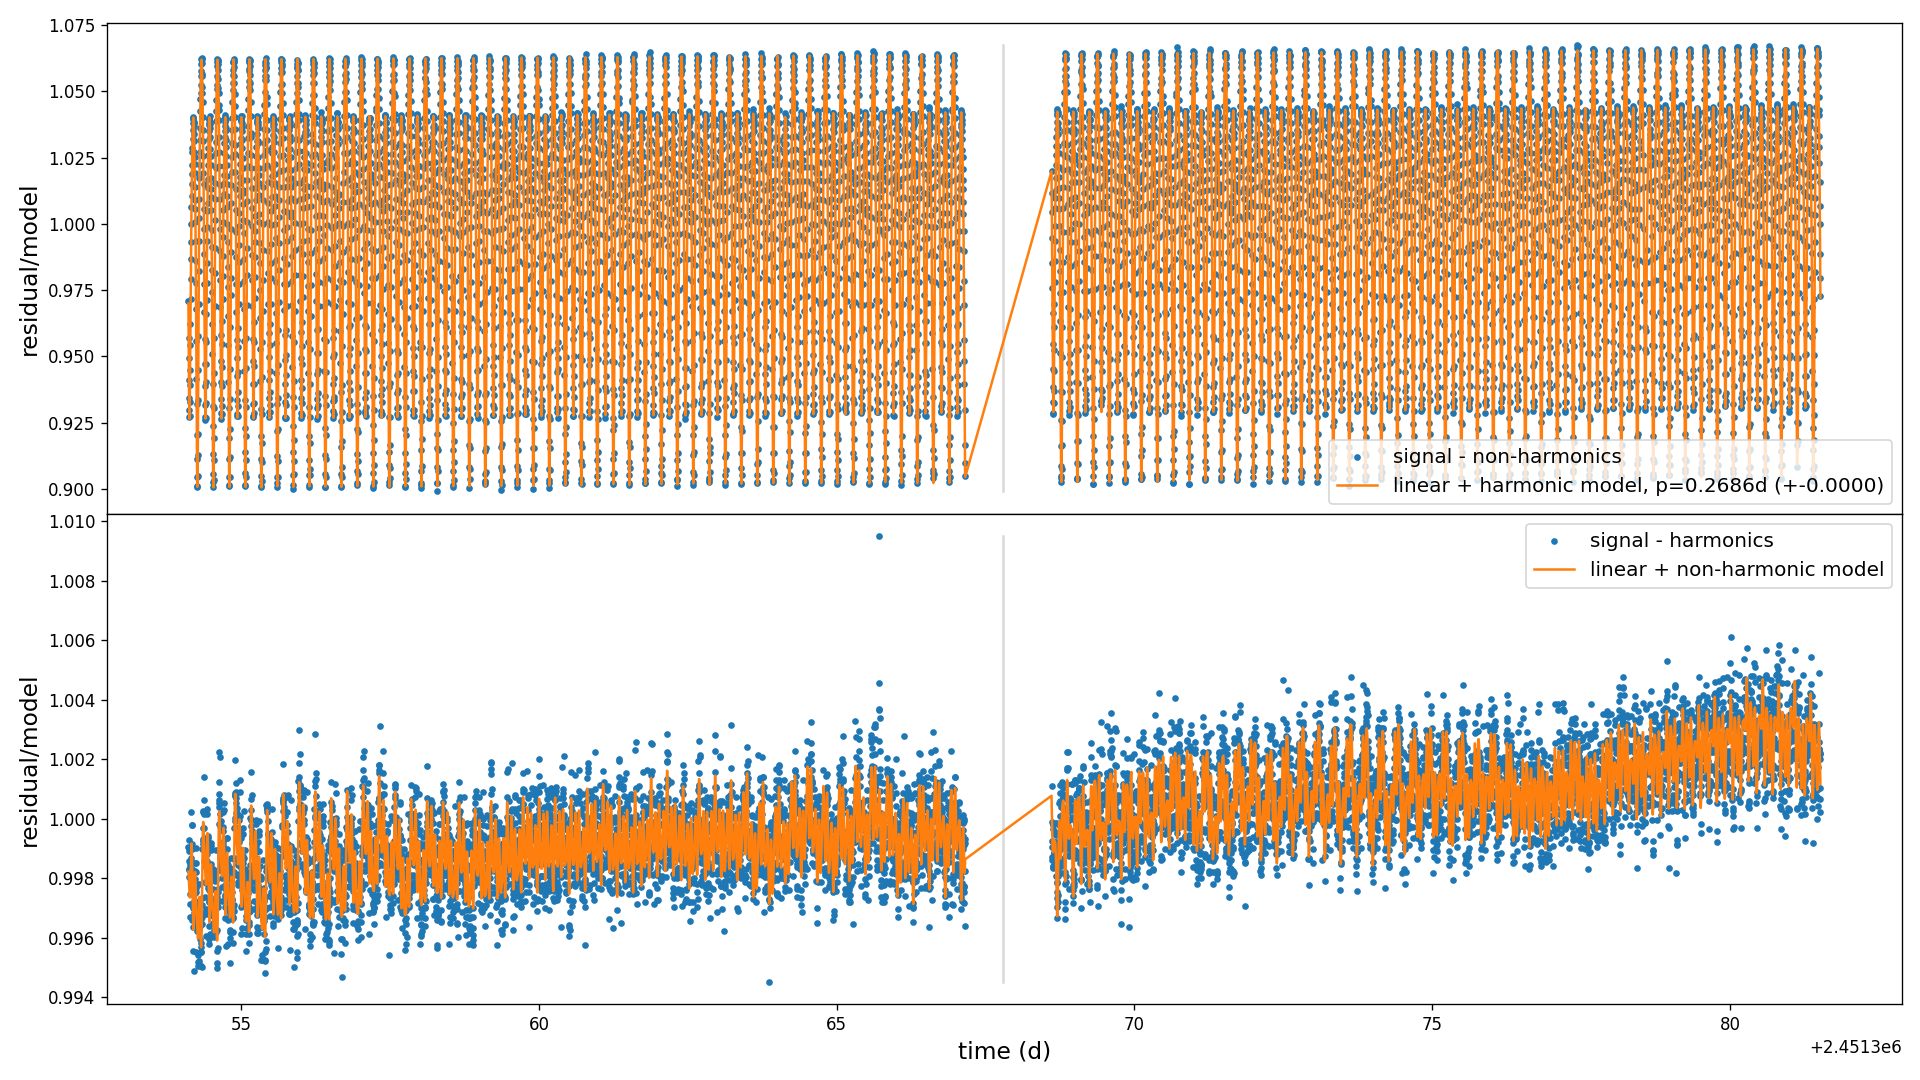 1.075
1.050
1.025
1.000
0.975
0.950
0.925
0.900
residual/model
signal - non-harmonics
linear + harmonic model, p=0.2686d (+-0.0000)
1.010
1.008
1.006
1.004
1.002
1.000
0.998
0.996
0.994
residual/model
signal - harmonics
linear + non-harmonic model
55
60
65
70
75
80
time (d)
+2.4513e6